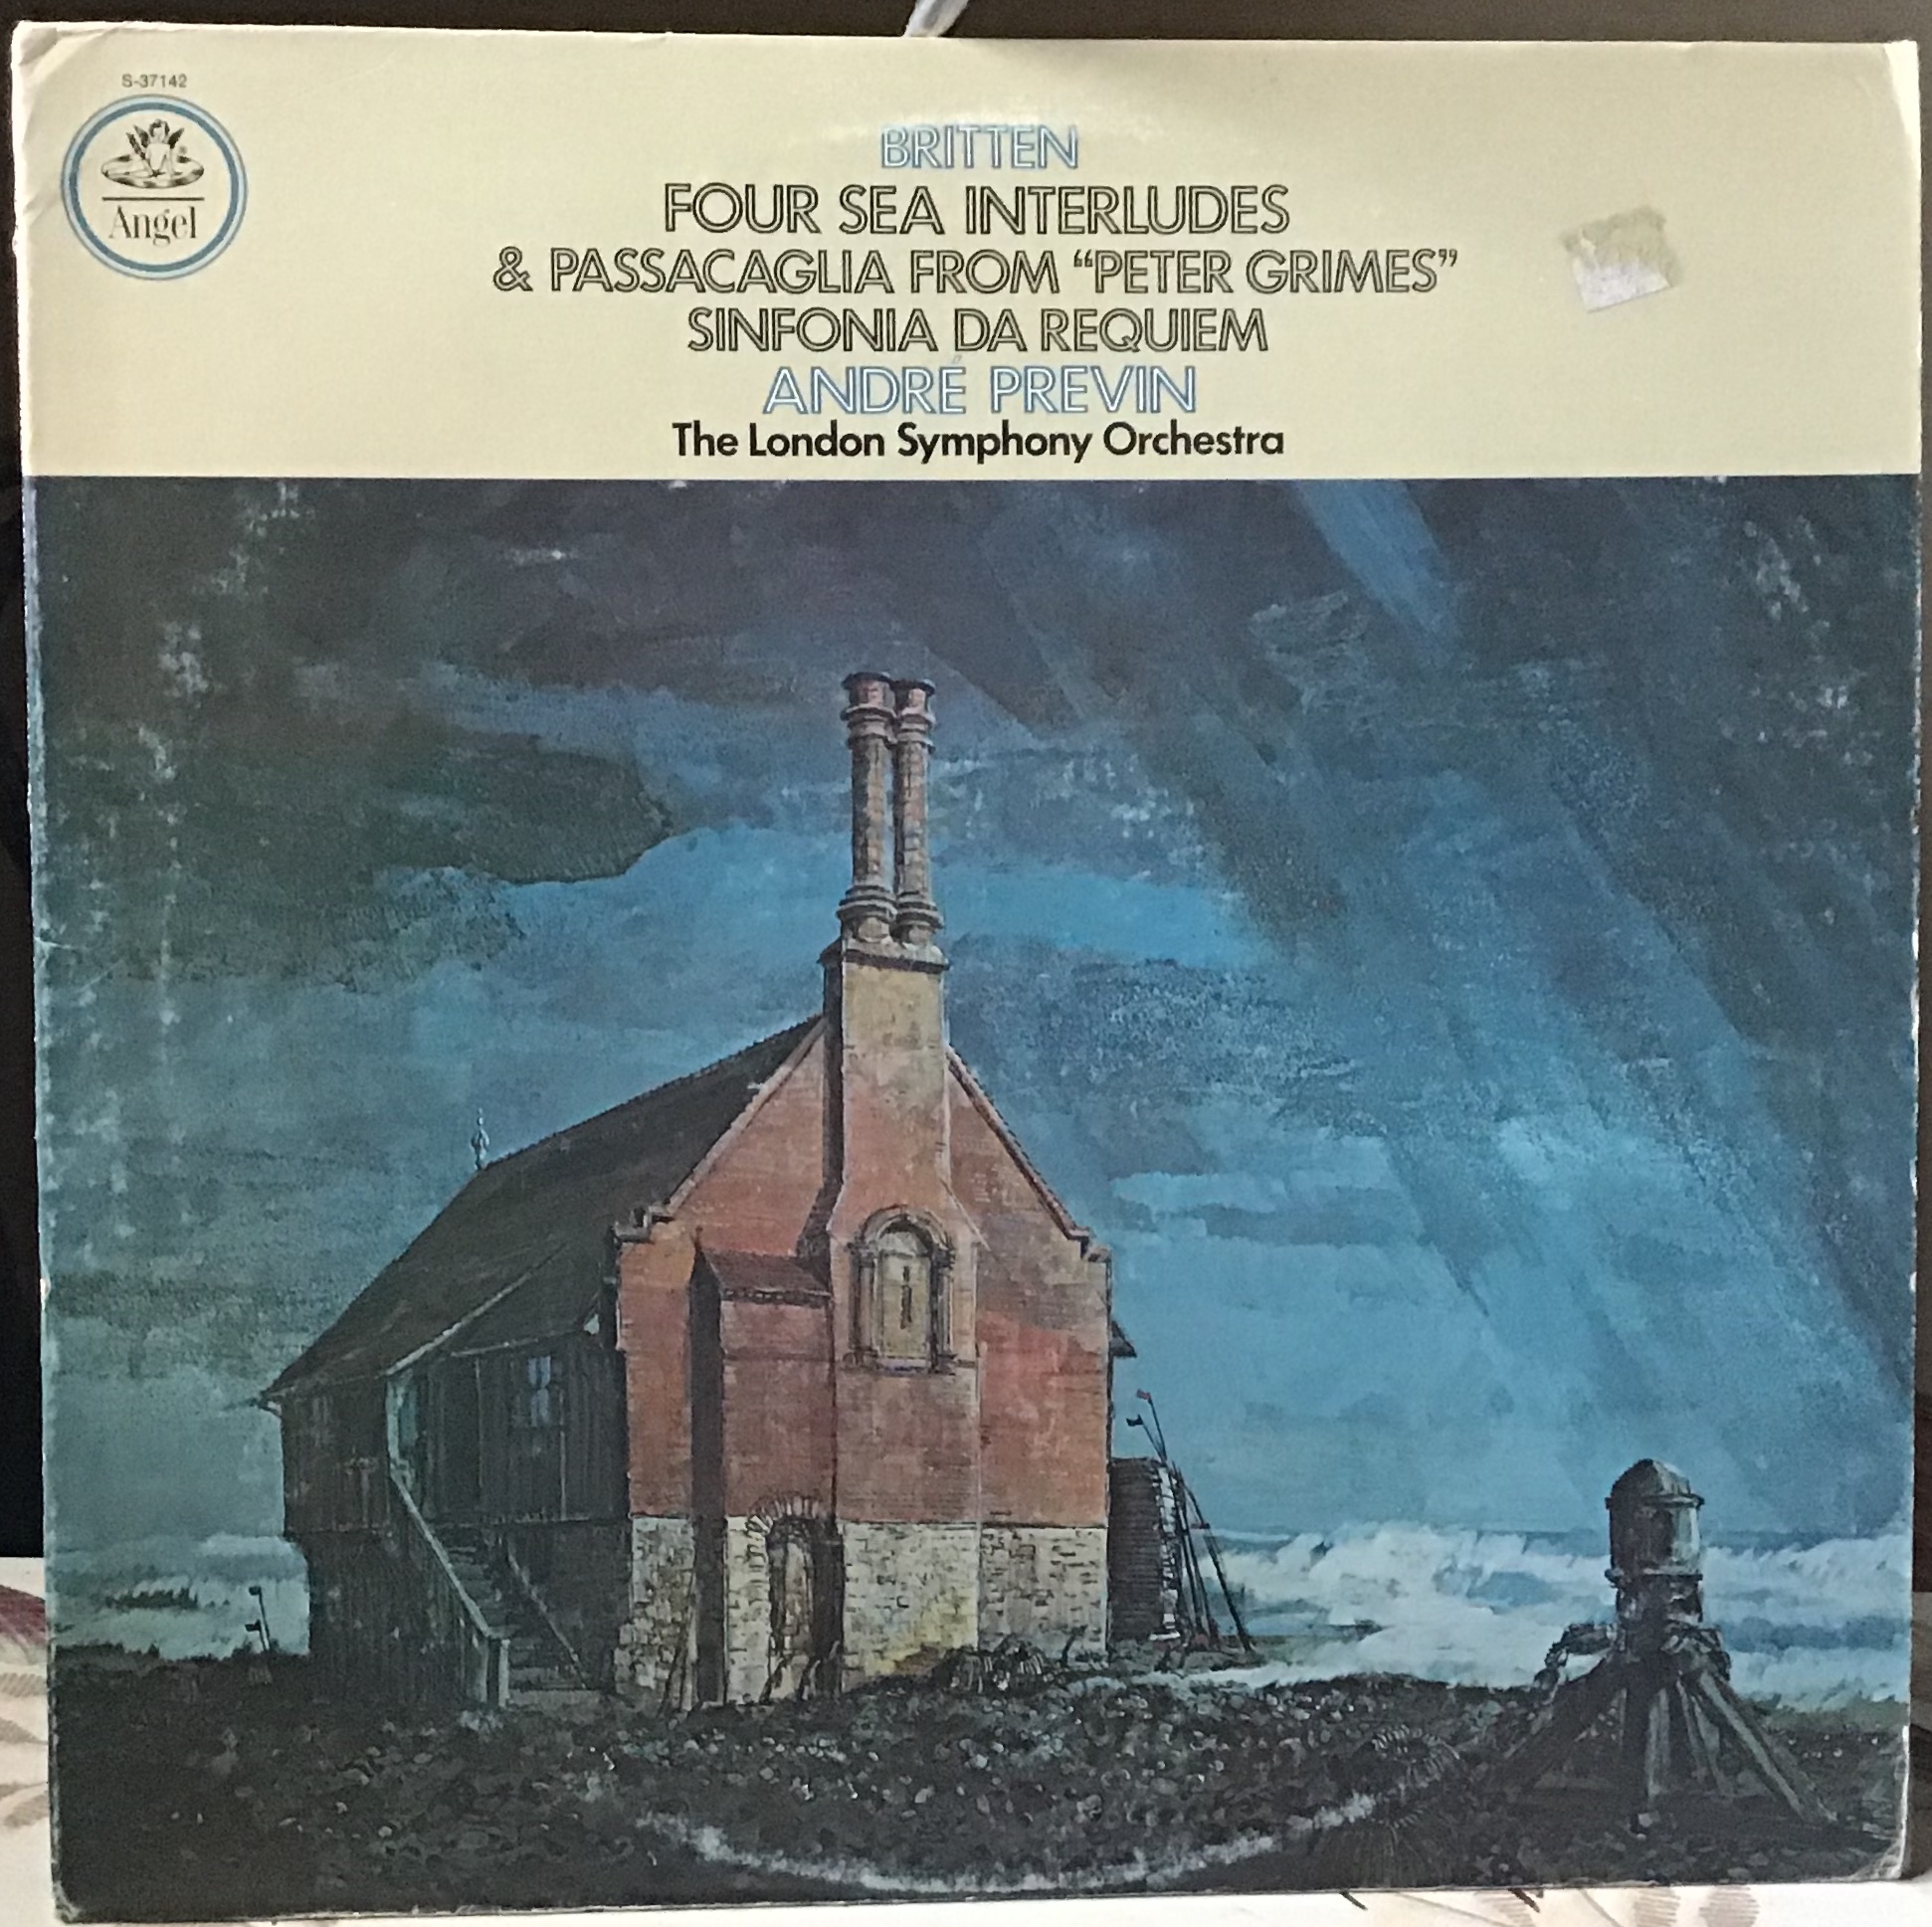 S-37142
Angel
BRITTEN
FOUR SEA INTERLUDES
& PASSACAGLIA FROM “PETER GRIMES”
SINFONIA DA REQUIEM
ANDRÉ PREVIN
The London Symphony Orchestra